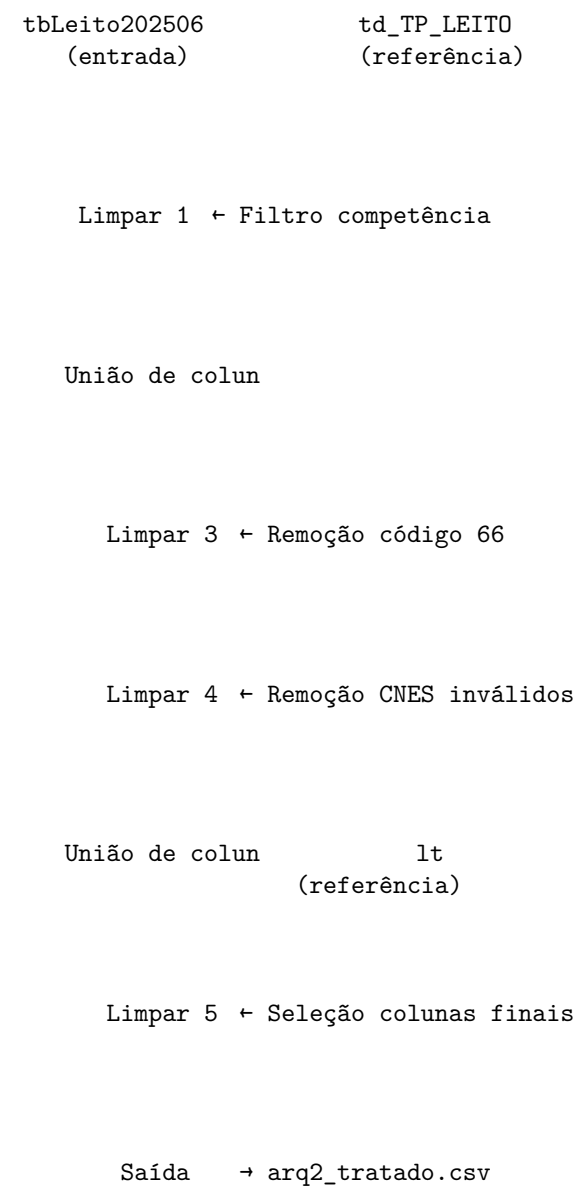 tbLeito202506 td_TP_LEITO
(entrada) (referência)
Limpar 1 ← Filtro competência
União de colun
Limpar 3 ← Remoção código 66
Limpar 4 ← Remoção CNES inválidos
União de colun lt
(referência)
Limpar 5 ← Seleção colunas finais
Saída → arq2_tratado.csv